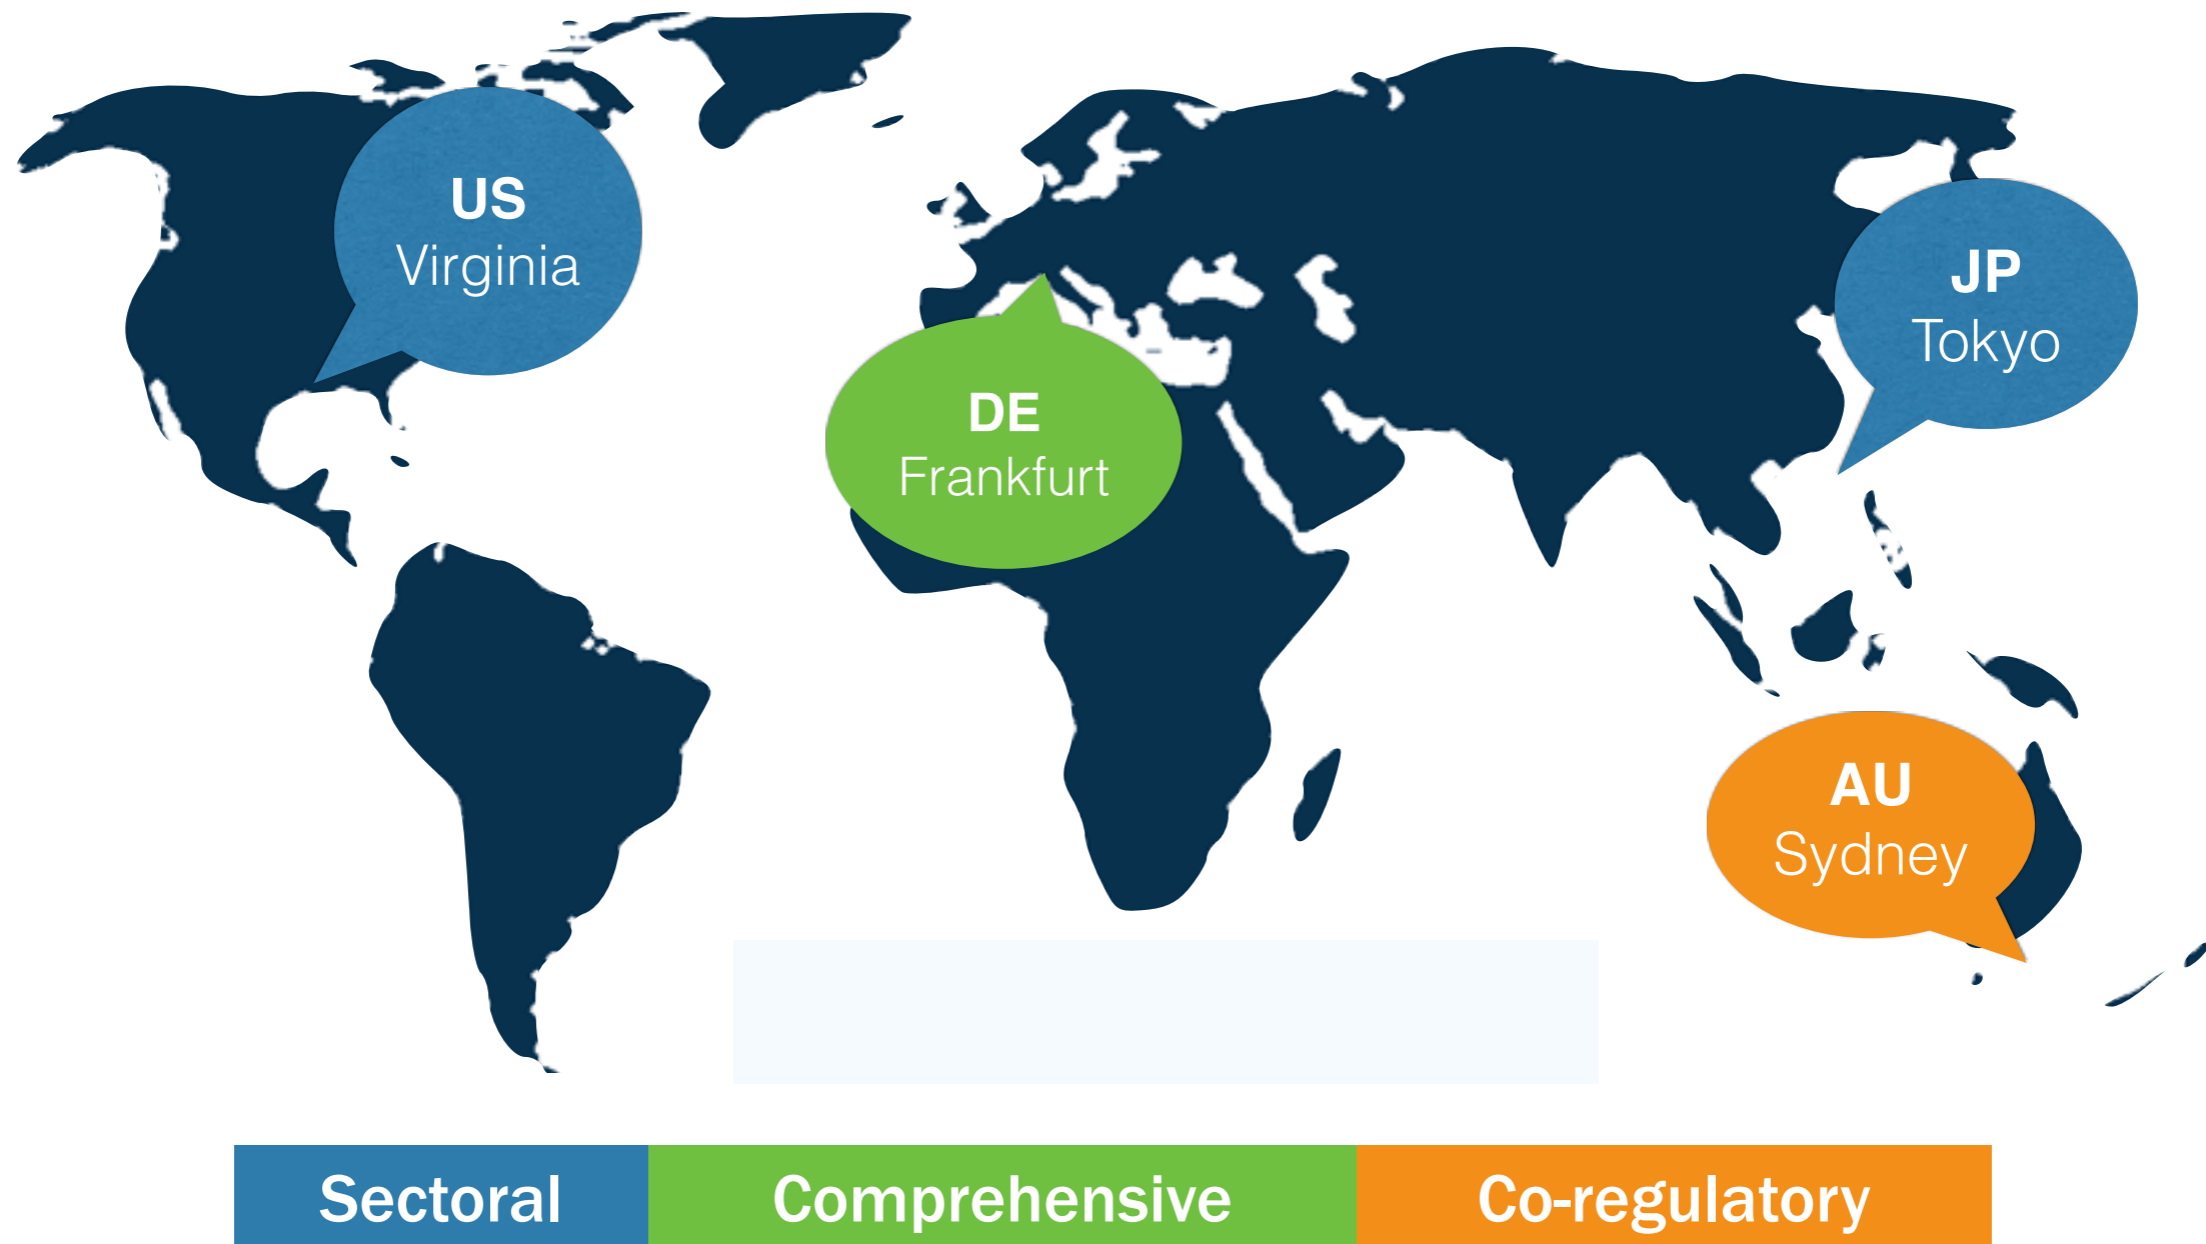 US
Virginia
JP
Tokyo
DE
Frankfurt
AU
Sydney
Sectoral
Comprehensive
Co-regulatory